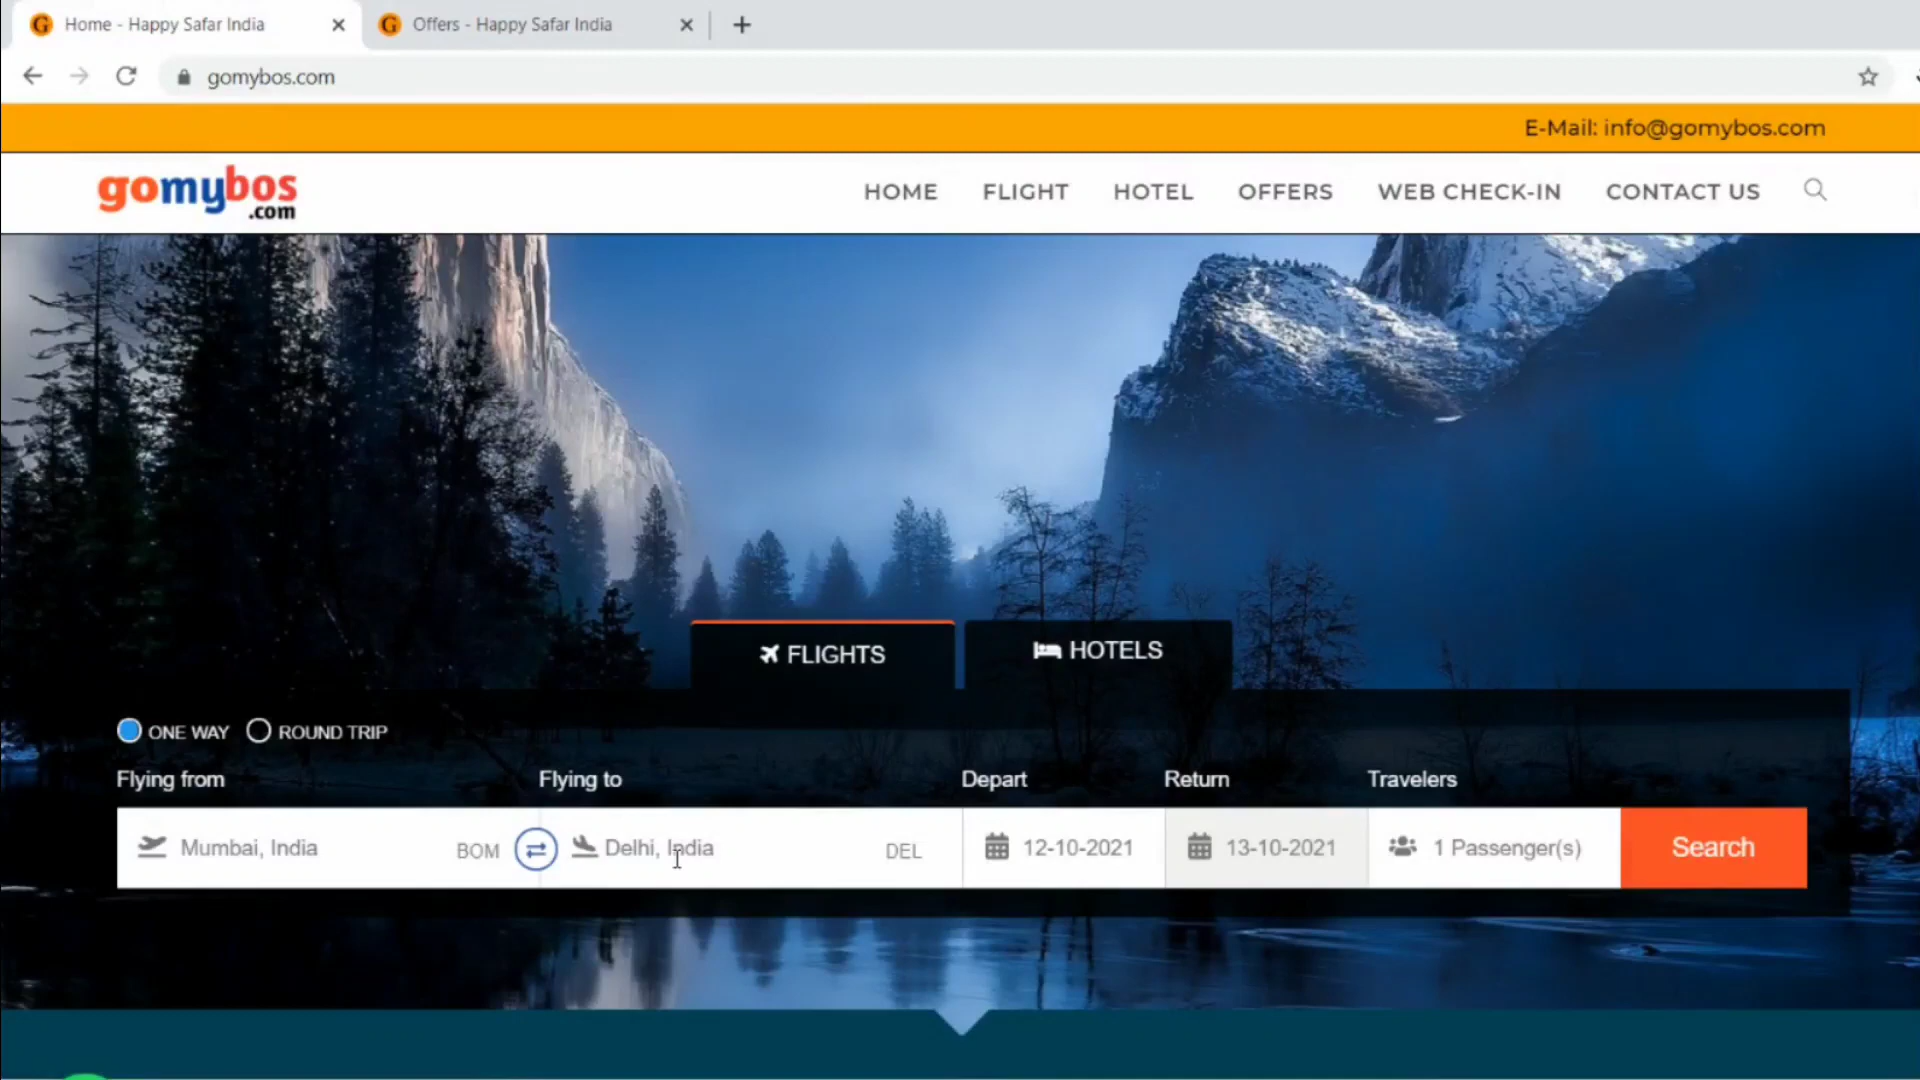 Home - Happy Safar India
Offers - Happy Safar India
gomybos.com
E-Mail: info@gomybos.com
gomybos
.com
HOME FLIGHT HOTEL OFFERS WEB CHECK-IN CONTACT US
FLIGHTS HOTELS
ONE WAY ROUND TRIP
Flying from Flying to Depart Return Travelers
Mumbai, India BOM Delhi, India DEL 12-10-2021 13-10-2021 1 Passenger(s) Search